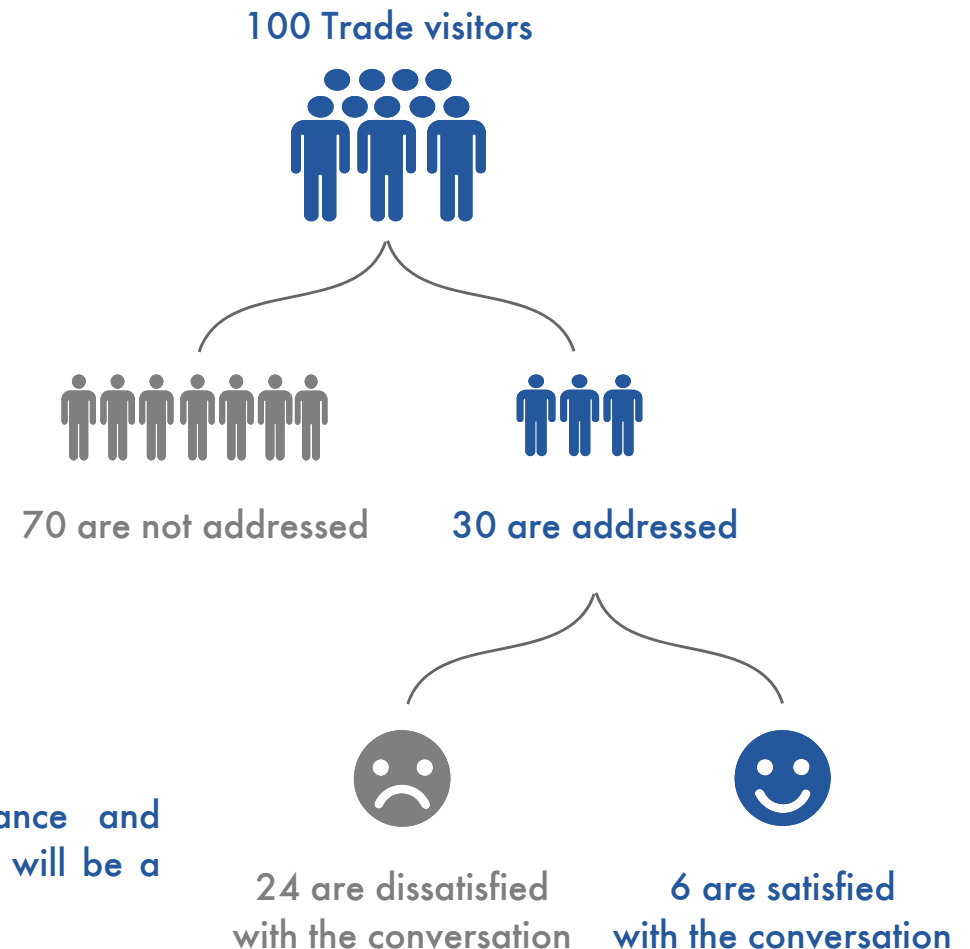 100 Trade visitors
70 are not addressed
30 are addressed
and
will be a
24 are dissatisfied
with the conversation
6 are satisfied
with the conversation